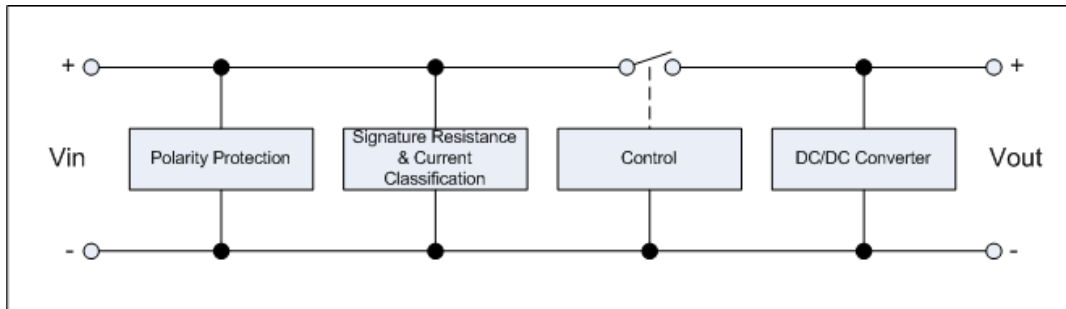 +
+
Vin
Polarity Protection
Signature Resistance
& Current
Classification
Control
DC/DC Converter
Vout
-
-